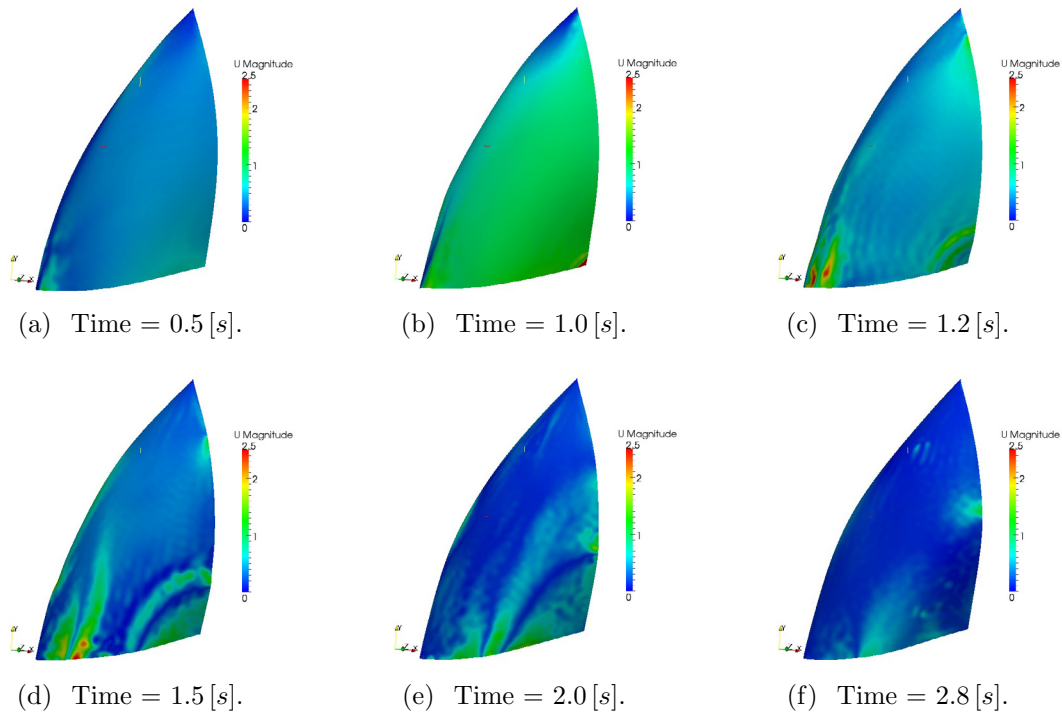 U Magnitude
2.5
2
1
0
Y
Z X
(a) Time = 0.5 [s].
U Magnitude
2.5
2
1
0
Y
Z X
(b) Time = 1.0 [s].
U Magnitude
2.5
2
1
0
Y
Z X
(c) Time = 1.2 [s].
U Magnitude
2.5
2
1
0
Y
Z X
(d) Time = 1.5 [s].
U Magnitude
2.5
2
1
0
Y
Z X
(e) Time = 2.0 [s].
U Magnitude
2.5
2
1
0
Y
Z X
(f) Time = 2.8 [s].